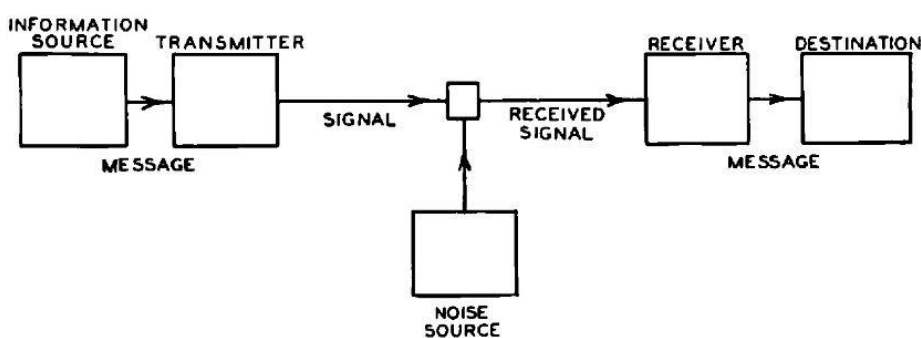 INFORMATION
SOURCE
TRANSMITTER
RECEIVER
DESTINATION
SIGNAL
RECEIVED
SIGNAL
MESSAGE
MESSAGE
NOISE
SOURCE